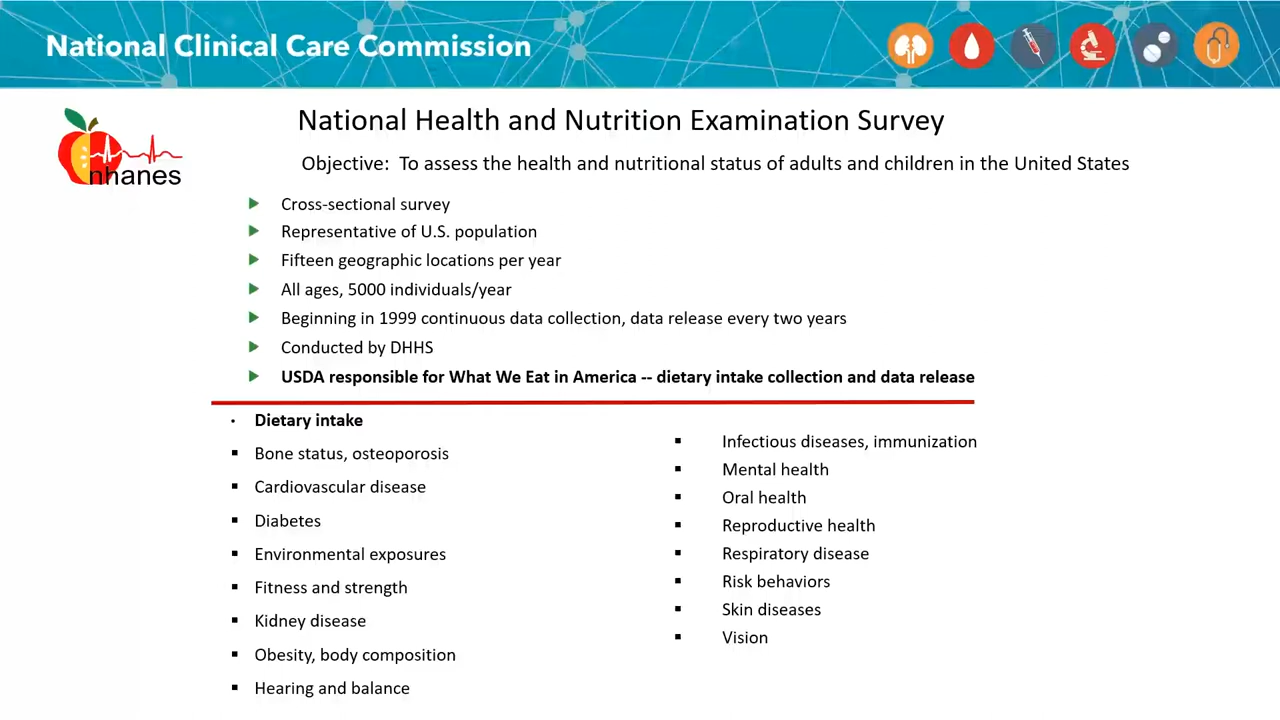 National Clinical Care Commission
nhanes
National Health and Nutrition Examination Survey
Objective: To assess the health and nutritional status of adults and children in the United States
Cross-sectional survey
Representative of U.S. population
Fifteen geographic locations per year
All ages, 5000 individuals/year
Beginning in 1999 continuous data collection, data release every two years
Conducted by DHHS
USDA responsible for What We Eat in America -- dietary intake collection and data release
Dietary intake
Bone status, osteoporosis
Cardiovascular disease
Diabetes
Environmental exposures
Fitness and strength
Kidney disease
Obesity, body composition
Hearing and balance
Infectious diseases, immunization
Mental health
Oral health
Reproductive health
Respiratory disease
Risk behaviors
Skin diseases
Vision